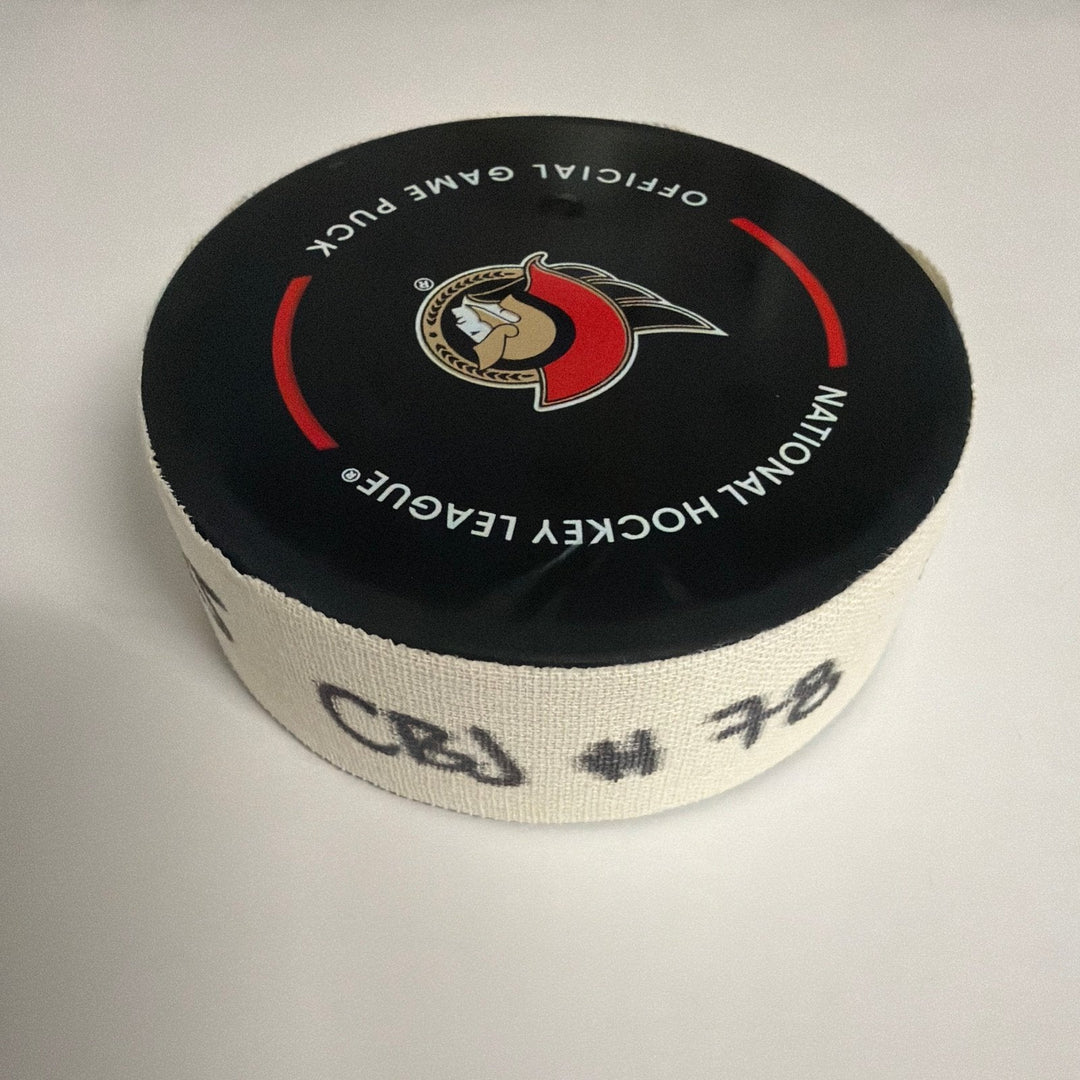 OFFICIAL GAME PUCK
NATIONAL HOCKEY LEAGUE®
®
CBJ # 78